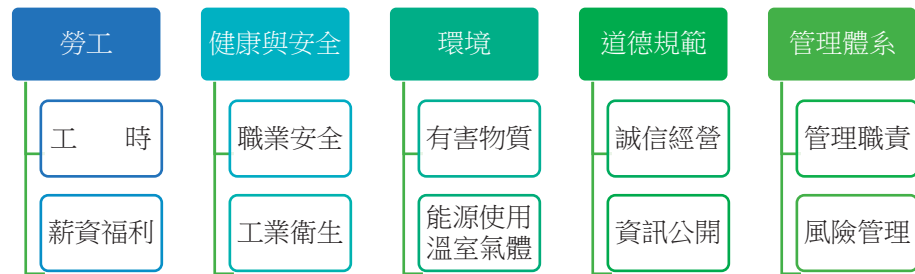 勞工
健康與安全
環境
道德規範
管理體系
工 時
職業安全
有害物質
誠信經營
管理職責
薪資福利
工業衛生
能源使用
溫室氣體
資訊公開
風險管理